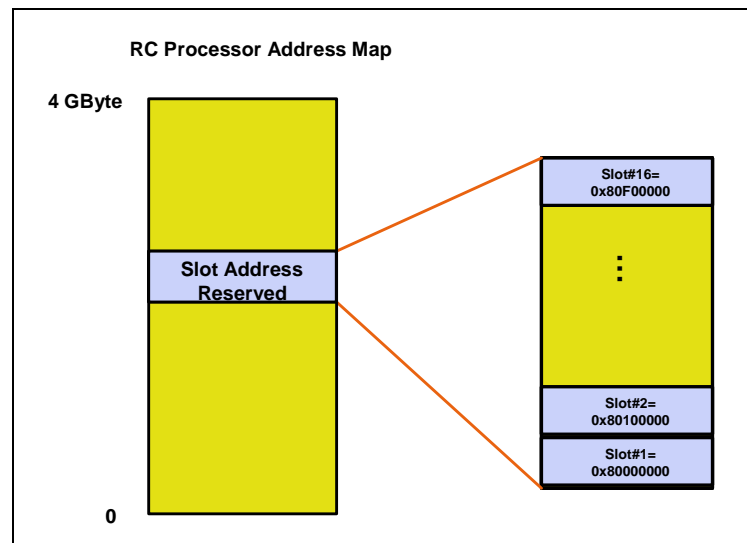 RC Processor Address Map
4 GByte
Slot#16=
0x80F00000
Slot Address
Reserved
⋮
Slot#2=
0x80100000
Slot#1=
0x80000000
0